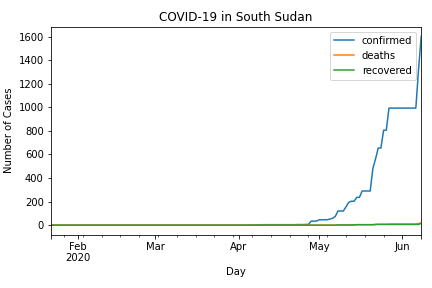 COVID-19 in South Sudan
confirmed
deaths
recovered
Number of Cases
1600
1400
1200
1000
800
600
400
200
0
Feb
2020
Mar
Apr
May
Jun
Day